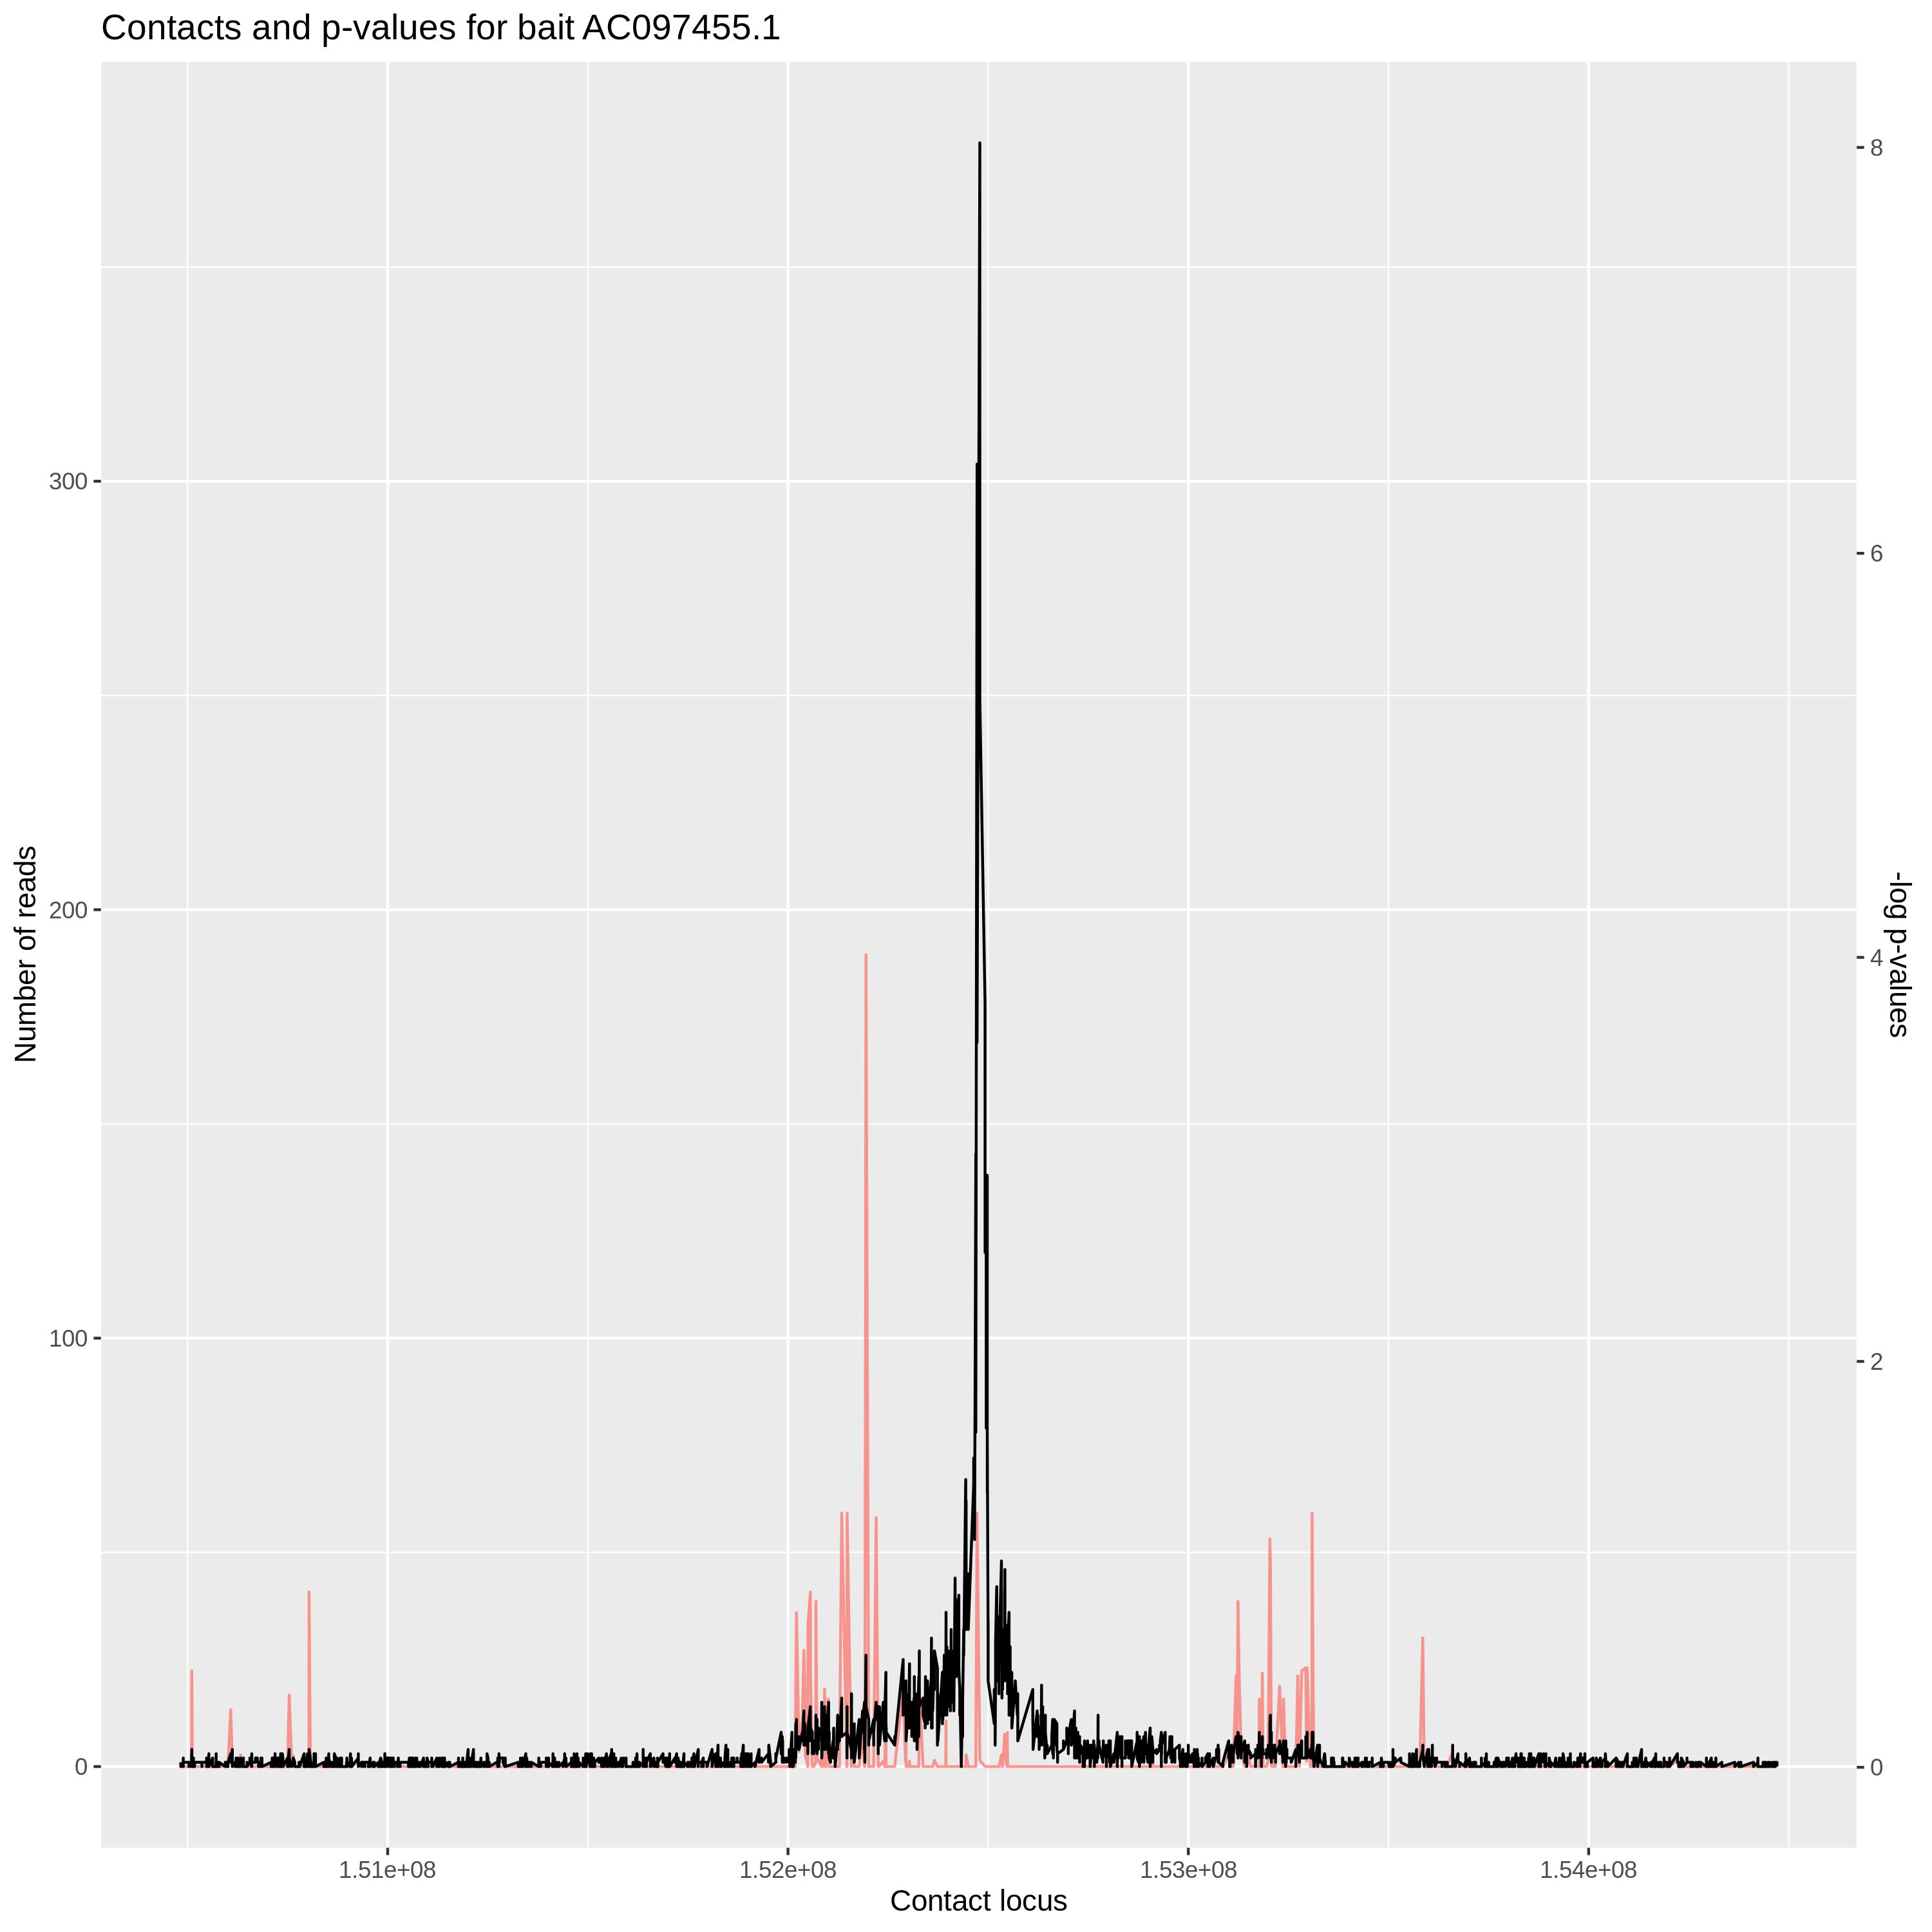 Contacts and p-values for bait AC097455.1
Number of reads
300
200
100
0
8
6
4
2
0
-log p-values
1.51e+08
1.52e+08
1.53e+08
1.54e+08
Contact locus